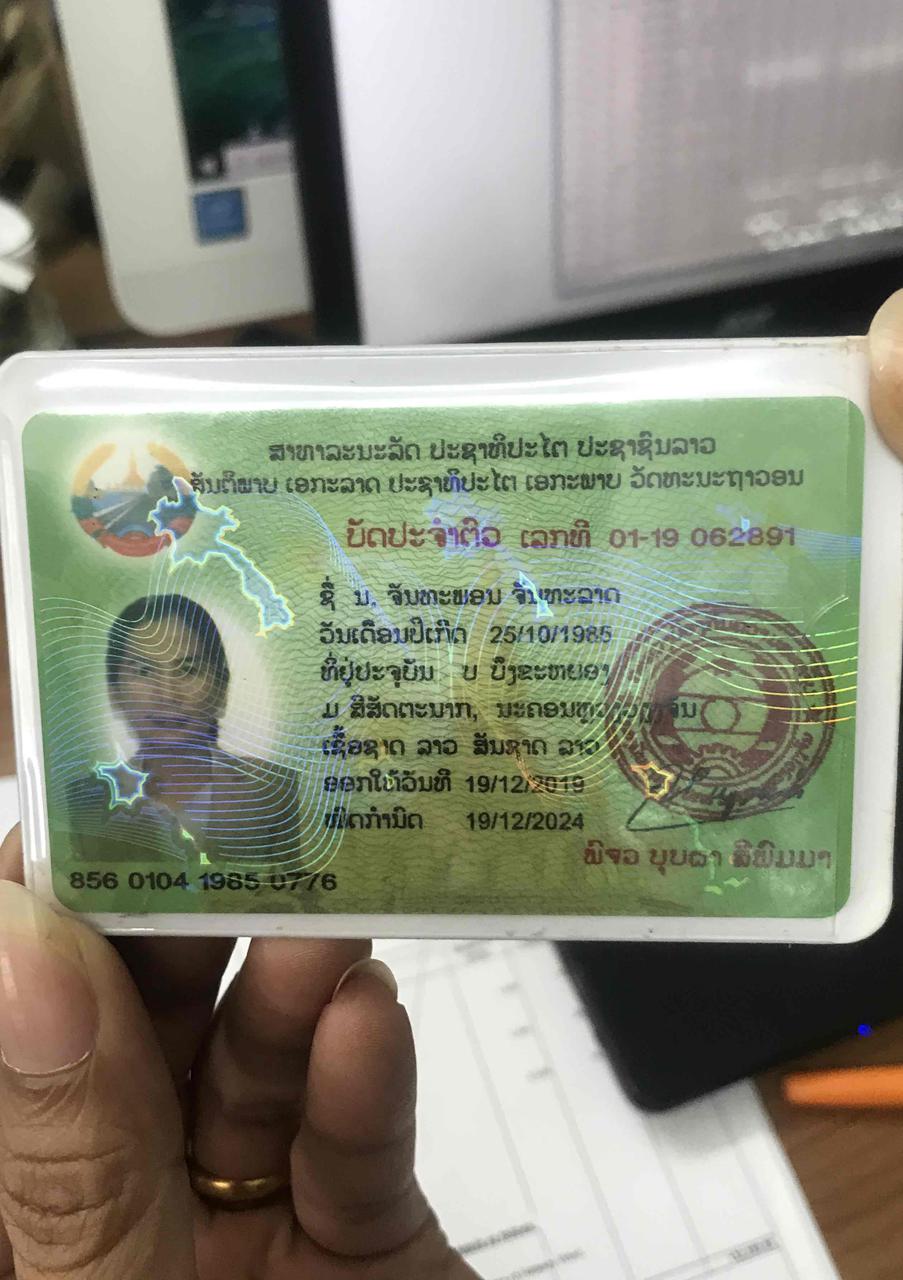 ສາທາລະນະລັດ ປະຊາທິປະໄຕ ປະຊາຊົນລາວ
ສັນຕິພາບ ເອກະລາດ ປະຊາທິປະໄຕ ເອກະພາບ ວັດທະນະຖາວອນ
ບັດປະຈຳຕົວ ເລກທີ 01-19 062891
ຊື່ ນ, ຈັນທະພອນ ຈັນທະລາດ
ວັນເດືອນປີເກີດ 25/10/1985
ທີ່ຢູ່ປະຈຸບັນ ບ ບຶງຂະຫຍອງ
ມ ສີສັດຕະນາກ, ນະຄອນຫຼວງວຽງຈັນ
ເຊື້ອຊາດ ລາວ ສັນຊາດ ລາວ
ອອກໃຫ້ວັນທີ 19/12/2019
ໝົດກຳນົດ 19/12/2024
ພົຈວ ບຸບຜາ ສີພົມມາ
856 0104 1985 0776